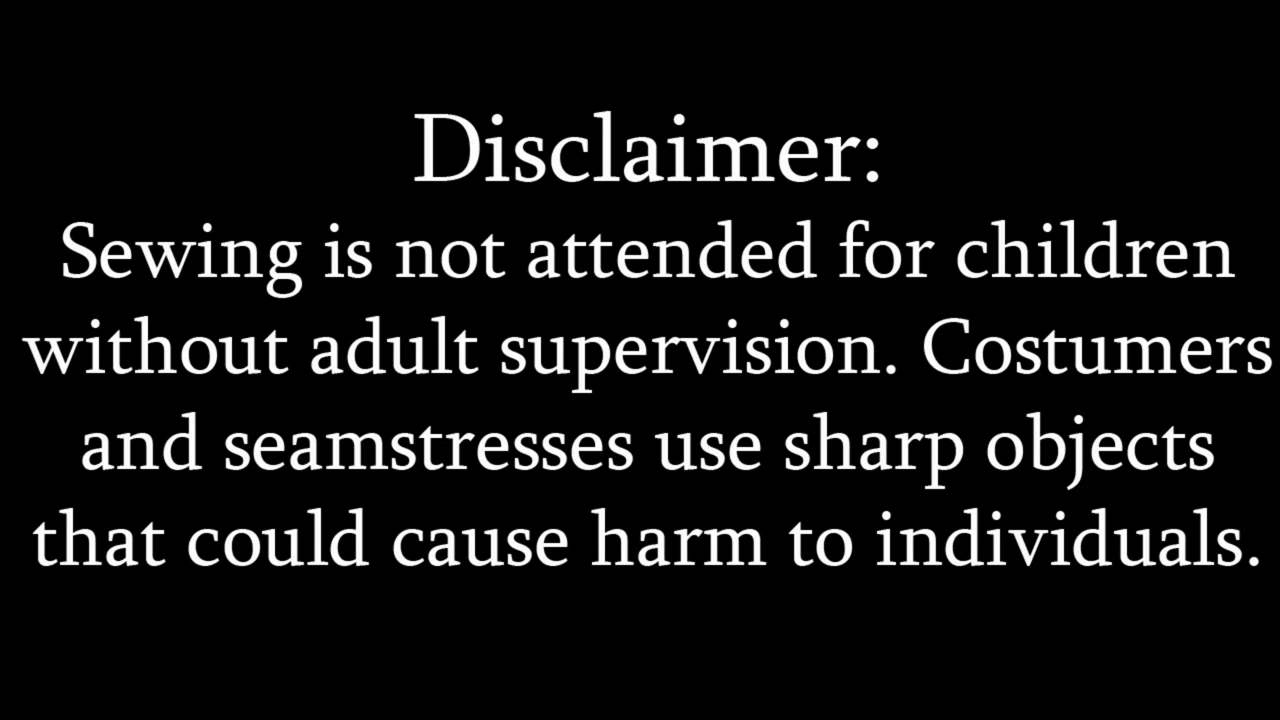 Disclaimer:
Sewing is not attended for children
without adult supervision. Costumers
and seamstresses use sharp objects
that could cause harm to individuals.